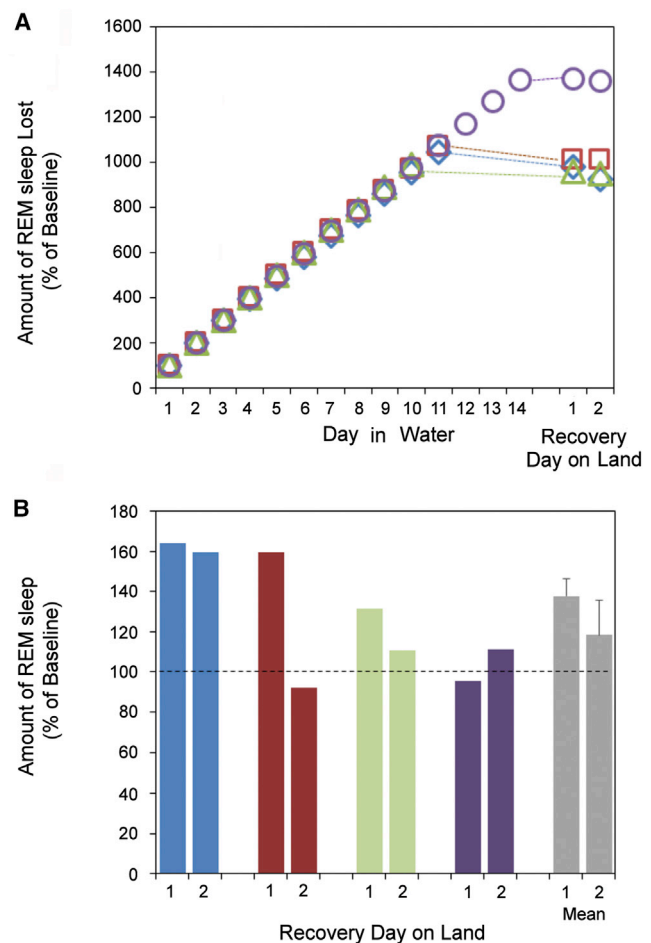 A
Amount of REM sleep Lost
(% of Baseline)
1600
1400
1200
1000
800
600
400
200
0
1 2 3 4 5 6 7 8 9 10 11 12 13 14 1 2
Day in Water
Recovery
Day on Land
B
Amount of REM sleep
(% of Baseline)
180
160
140
120
100
80
60
40
20
0
1 2 1 2 1 2 1 2 1 2
Mean
Recovery Day on Land